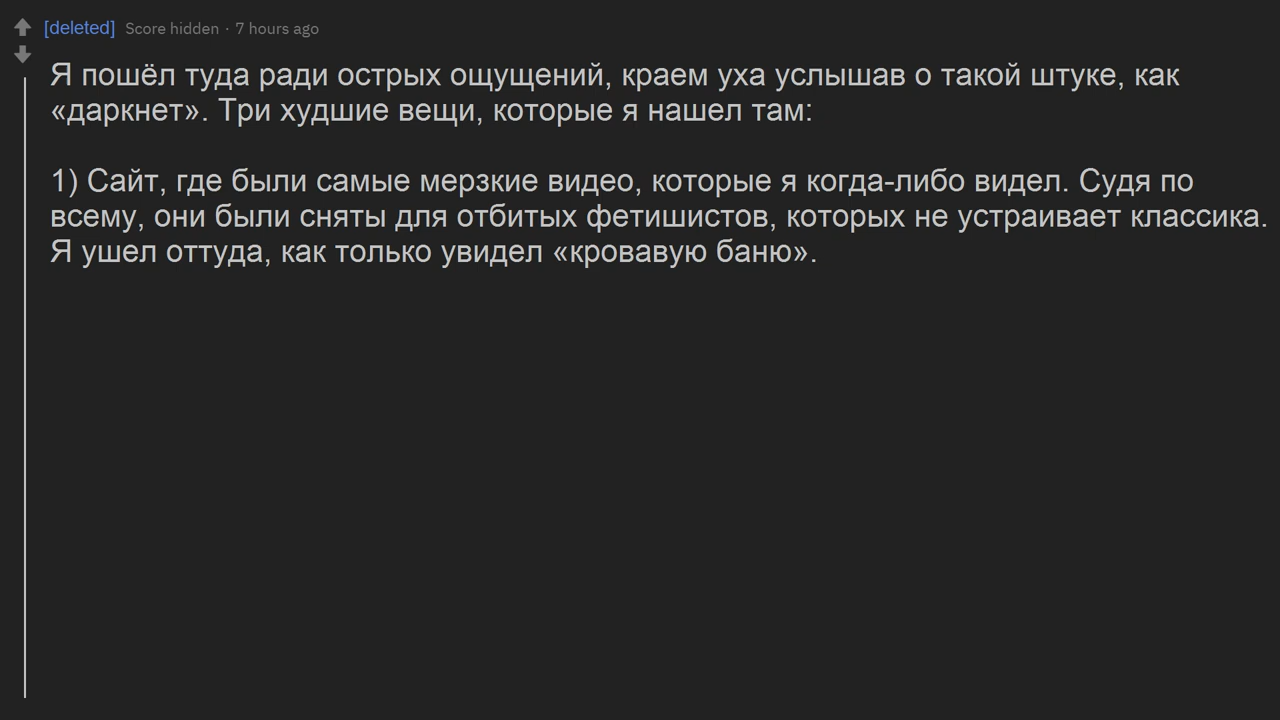 [deleted] Score hidden · 7 hours ago
Я пошёл туда ради острых ощущений, краем уха услышав о такой штуке, как
«даркнет». Три худшие вещи, которые я нашел там:
1) Сайт, где были самые мерзкие видео, которые я когда-либо видел. Судя по
всему, они были сняты для отбитых фетишистов, которых не устраивает классика.
Я ушел оттуда, как только увидел «кровавую баню».